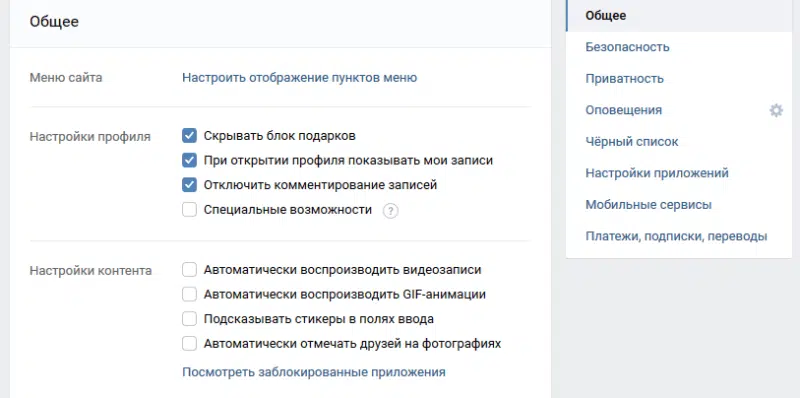 Общее
Меню сайта
Настроить отображение пунктов меню
Настройки профиля
Скрывать блок подарков
При открытии профиля показывать мои записи
Отключить комментирование записей
Специальные возможности ?
Настройки контента
Автоматически воспроизводить видеозаписи
Автоматически воспроизводить GIF-анимации
Подсказывать стикеры в полях ввода
Автоматически отмечать друзей на фотографиях
Посмотреть заблокированные приложения
Общее
Безопасность
Приватность
Оповещения
Чёрный список
Настройки приложений
Мобильные сервисы
Платежи, подписки, переводы